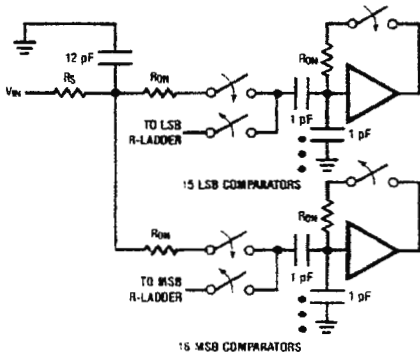 12 pF
RS
RON
RON
VIN
TO LSB
R-LADDER
1 pF
1 pF
15 LSB COMPARATORS
RON
RON
TO MSB
R-LADDER
1 pF
1 pF
16 MSB COMPARATORS